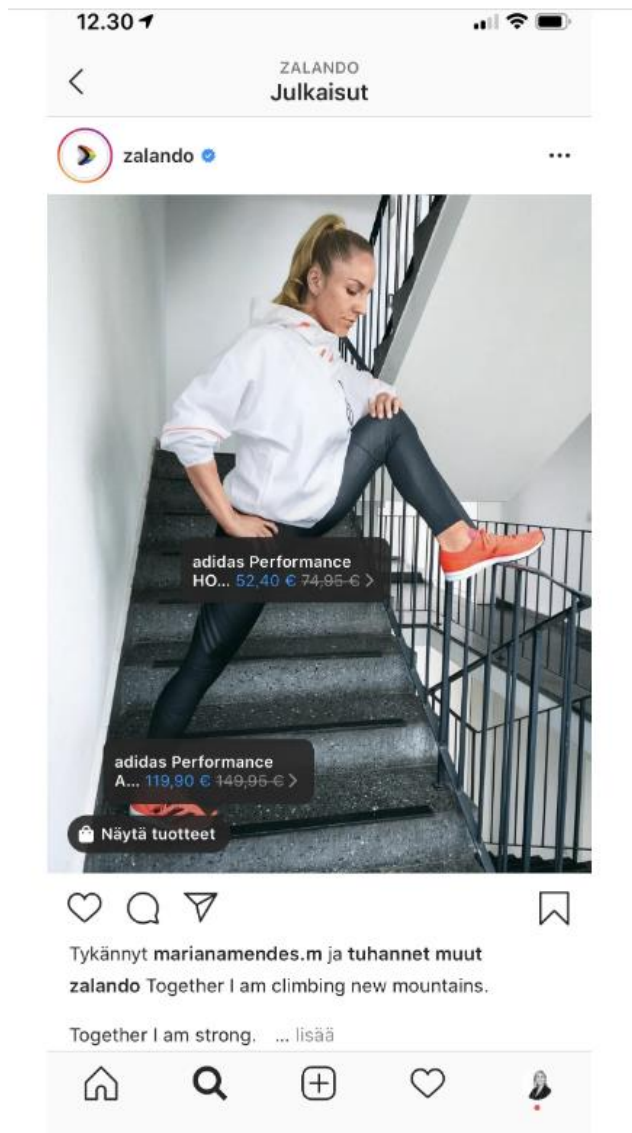 12.30
ZALANDO
Julkaisut
zalando
adidas Performance
HO... 52,40 € 74,95 €
adidas Performance
A... 119,90 € 149,95 €
Näytä tuotteet
Tykännyt marianamendes.m ja tuhannet muut
zalando Together I am climbing new mountains.
Together I am strong. ... lisää